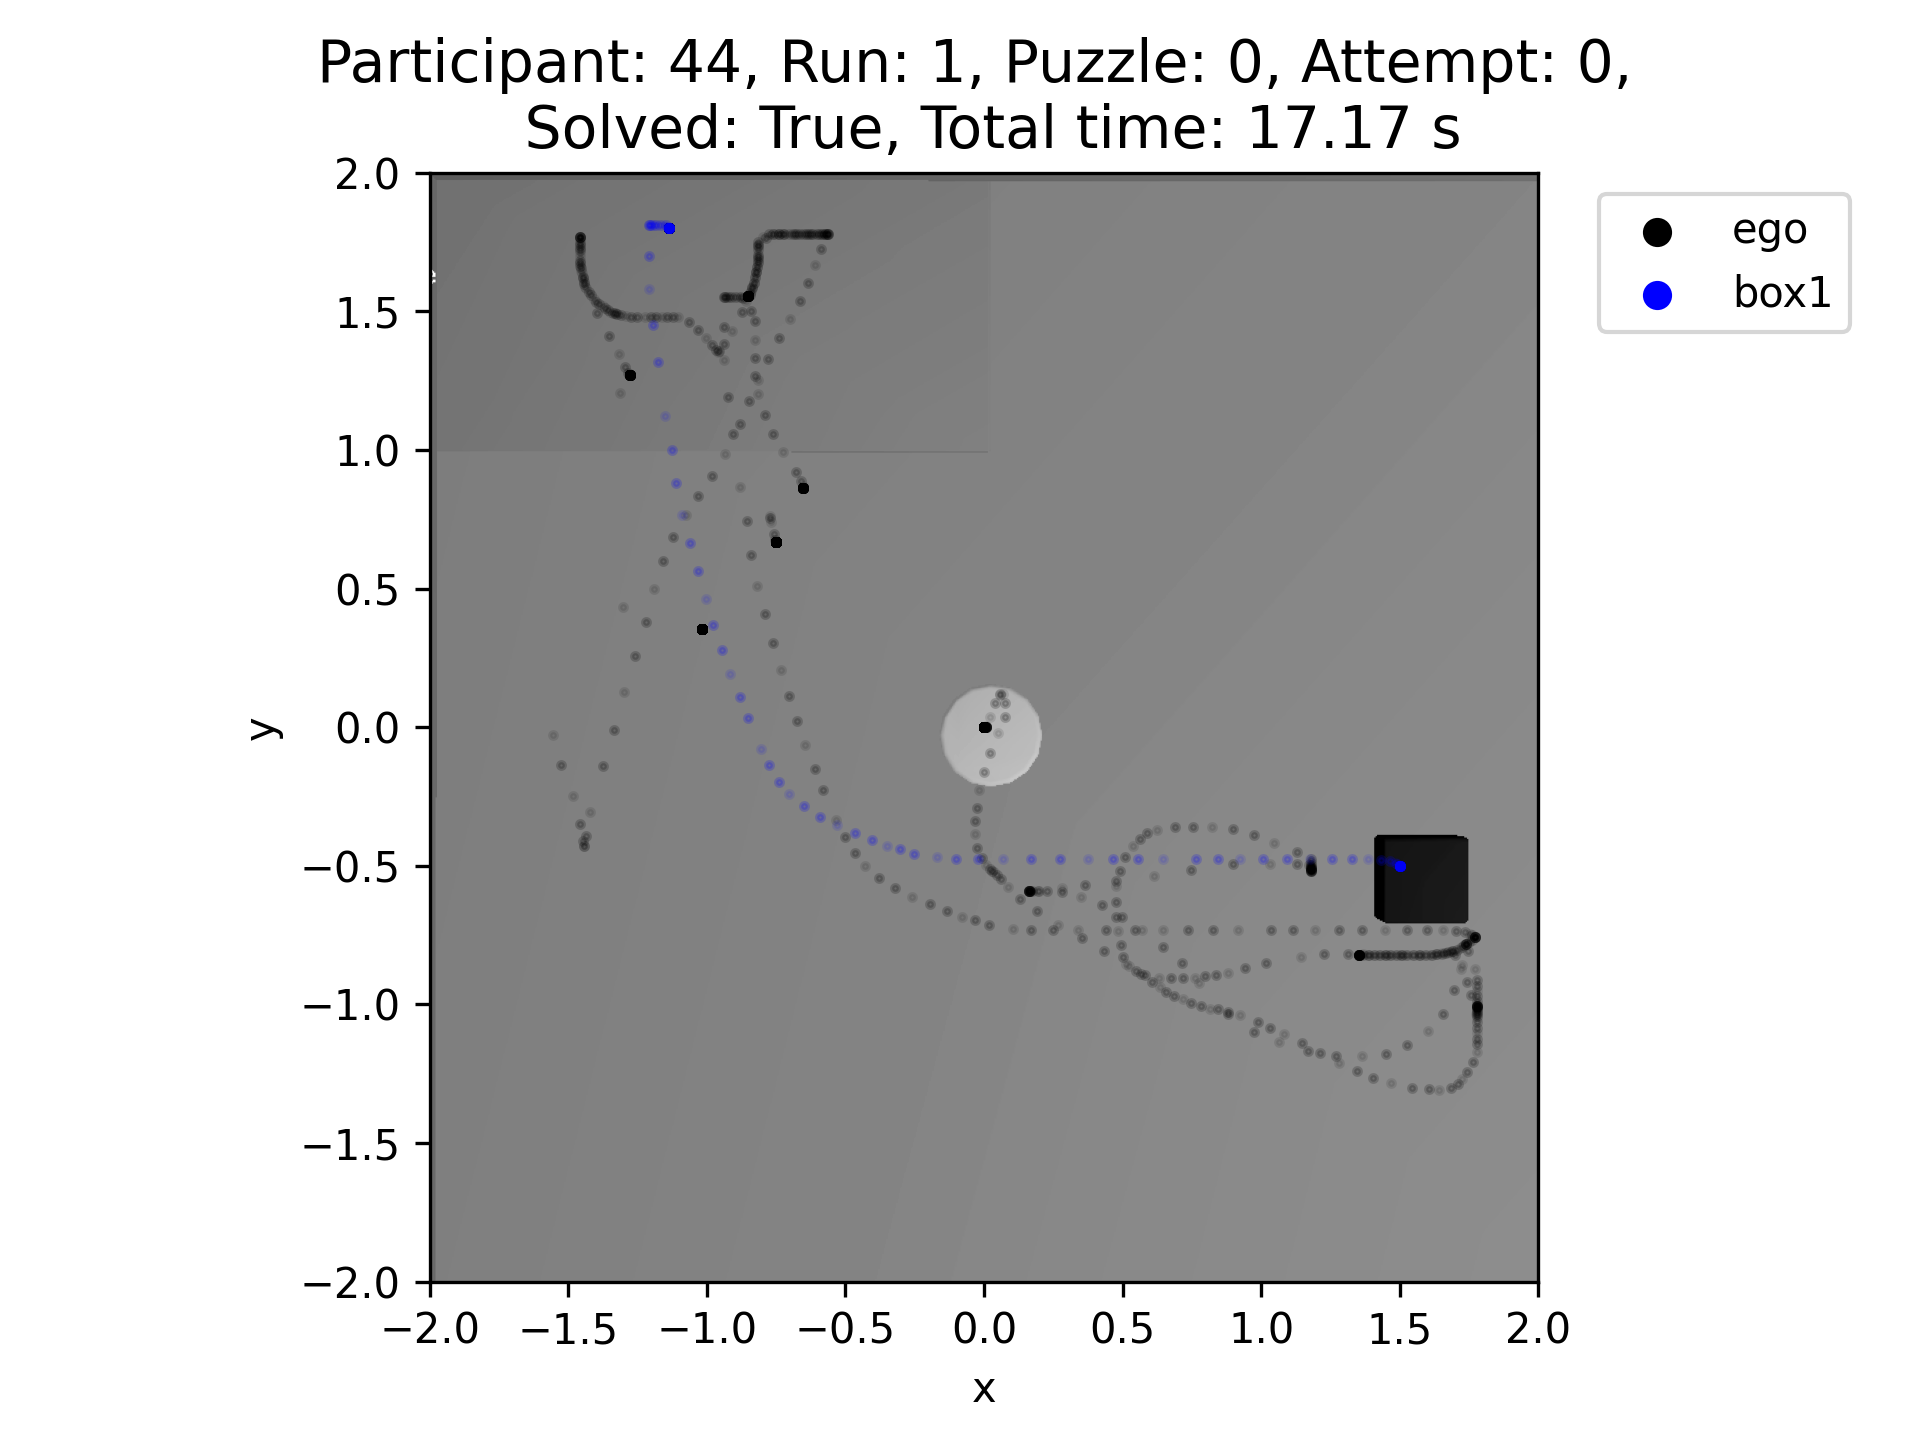 Participant: 44, Run: 1, Puzzle: 0, Attempt: 0,
Solved: True, Total time: 17.17 s
ego
box1
2.0
1.5
1.0
0.5
0.0
−0.5
−1.0
−1.5
−2.0
y
−2.0 −1.5 −1.0 −0.5 0.0 0.5 1.0 1.5 2.0
x